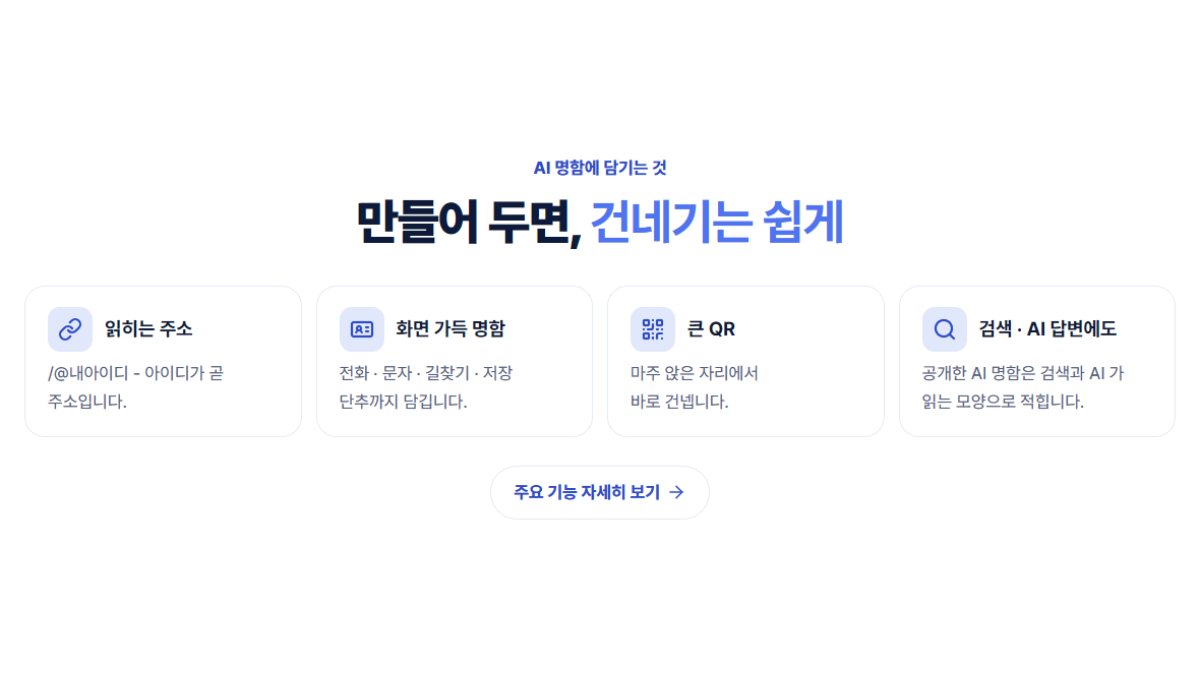 AI 명함에 담기는 것
만들어 두면, 건네기는 쉽게
읽히는 주소
/@내아이디 - 아이디가 곧
주소입니다.
화면 가득 명함
전화 · 문자 · 길찾기 · 저장
단추까지 담깁니다.
큰 QR
마주 앉은 자리에서
바로 건넵니다.
검색 · AI 답변에도
공개한 AI 명함은 검색과 AI 가
읽는 모양으로 적힙니다.
주요 기능 자세히 보기 →